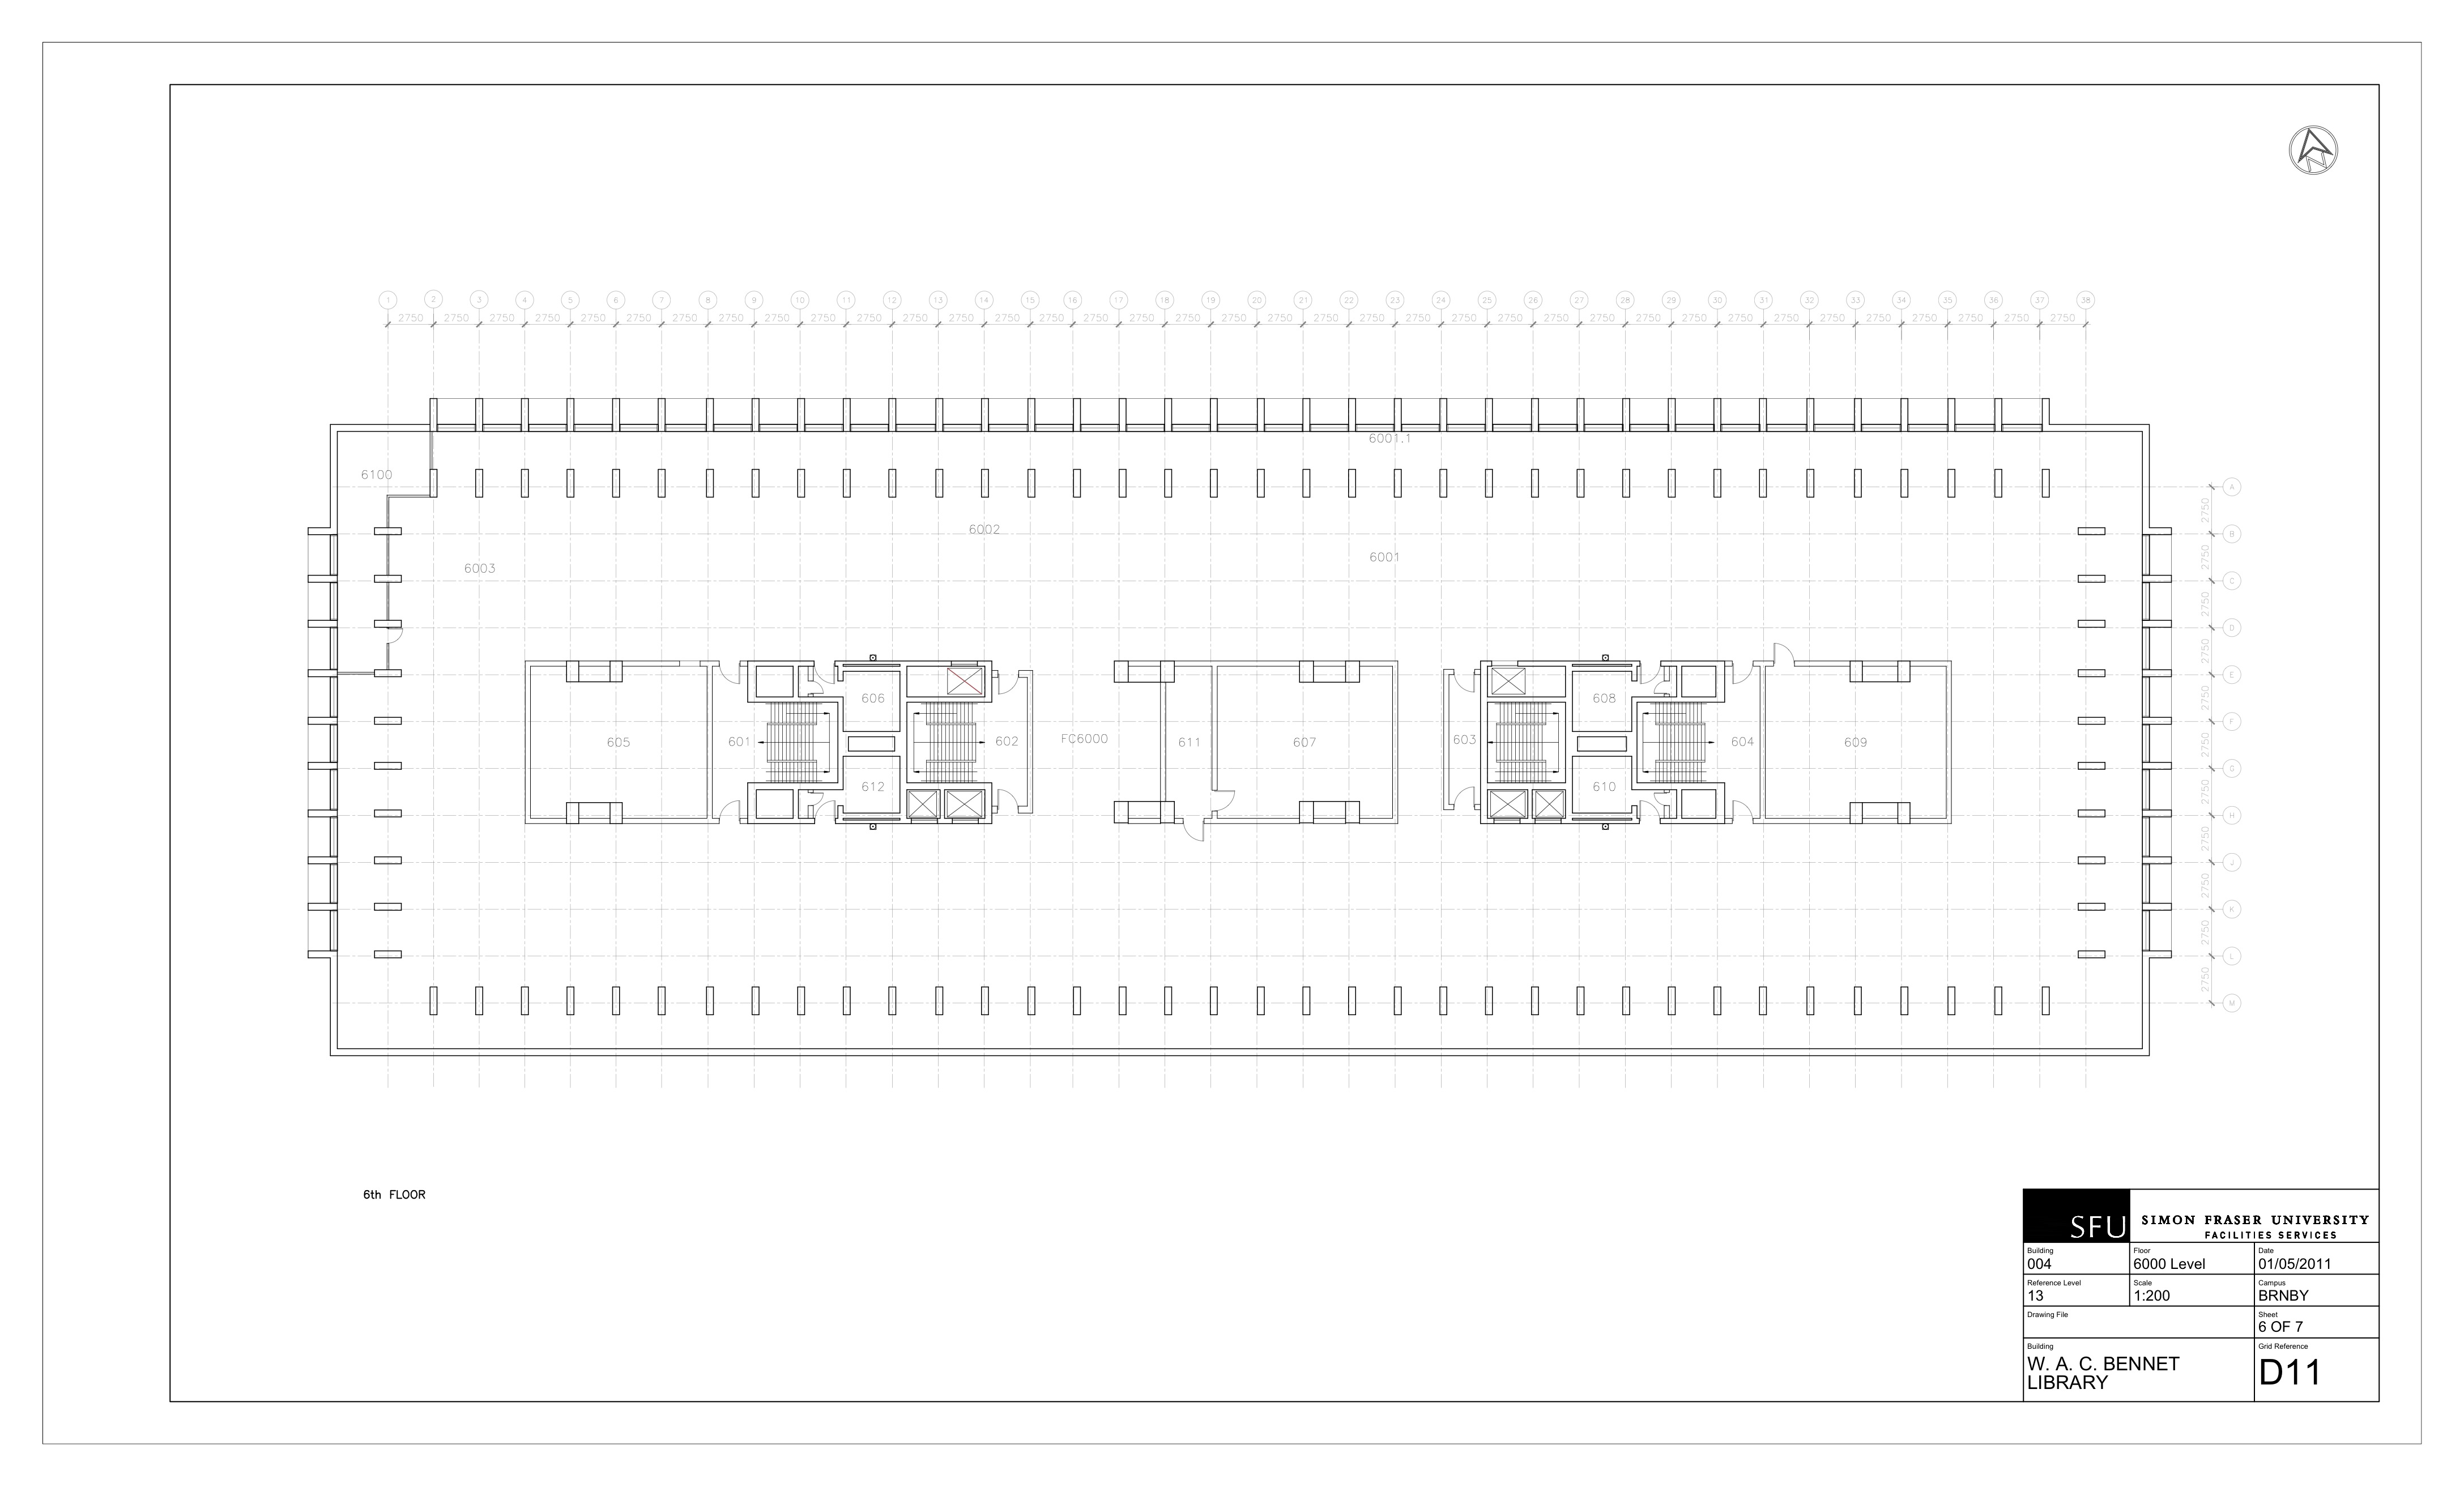 1 2 3 4 5 6 7 8 9 10 11 12 13 14 15 16 17 18 19 20 21 22 23 24 25 26 27 28 29 30 31 32 33 34 35 36 37 38
2750 2750 2750 2750 2750 2750 2750 2750 2750 2750 2750 2750 2750 2750 2750 2750 2750 2750 2750 2750 2750 2750 2750 2750 2750 2750 2750 2750 2750 2750 2750 2750 2750 2750 2750 2750 2750
6001.1
6100
A
2750
6002
B
2750
6001
6003
C
2750
D
2750
E
2750
606
608
F
2750
605
601
602
FC6000
611
607
603
604
609
G
2750
612
610
H
2750
J
2750
K
2750
L
2750
M
6th FLOOR
SFU
SIMON FRASER UNIVERSITY
FACILITIES SERVICES
Building Floor Date
004 6000 Level 01/05/2011
Reference Level Scale Campus
13 1:200 BRNBY
Drawing File Sheet
6 OF 7
Building Grid Reference
W. A. C. BENNET
LIBRARY
D11